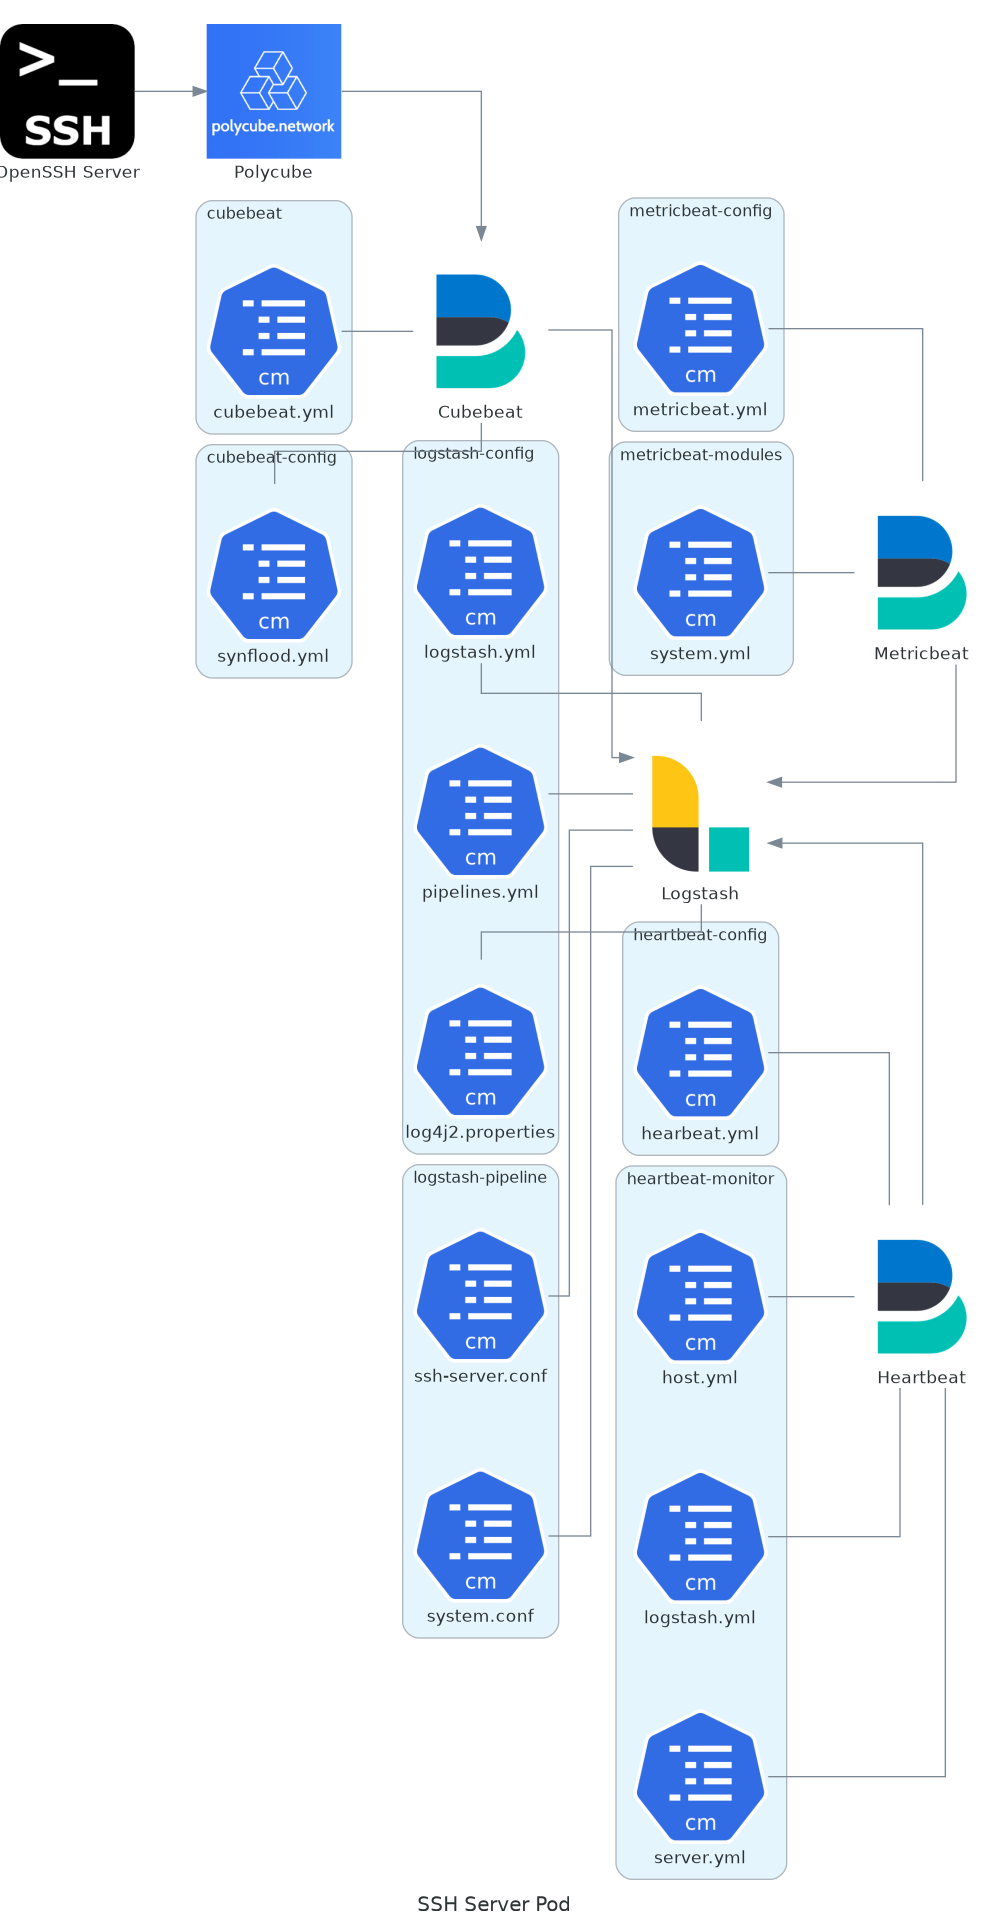 >_
SSH
OpenSSH Server
polycube.network
Polycube
cubebeat
cm
cubebeat.yml
Cubebeat
metricbeat-config
cm
metricbeat.yml
cubebeat-config
cm
synflood.yml
logstash-config
cm
logstash.yml
metricbeat-modules
cm
system.yml
Metricbeat
cm
pipelines.yml
Logstash
cm
log4j2.properties
heartbeat-config
cm
hearbeat.yml
logstash-pipeline
cm
ssh-server.conf
heartbeat-monitor
cm
host.yml
Heartbeat
cm
system.conf
cm
logstash.yml
cm
server.yml
SSH Server Pod